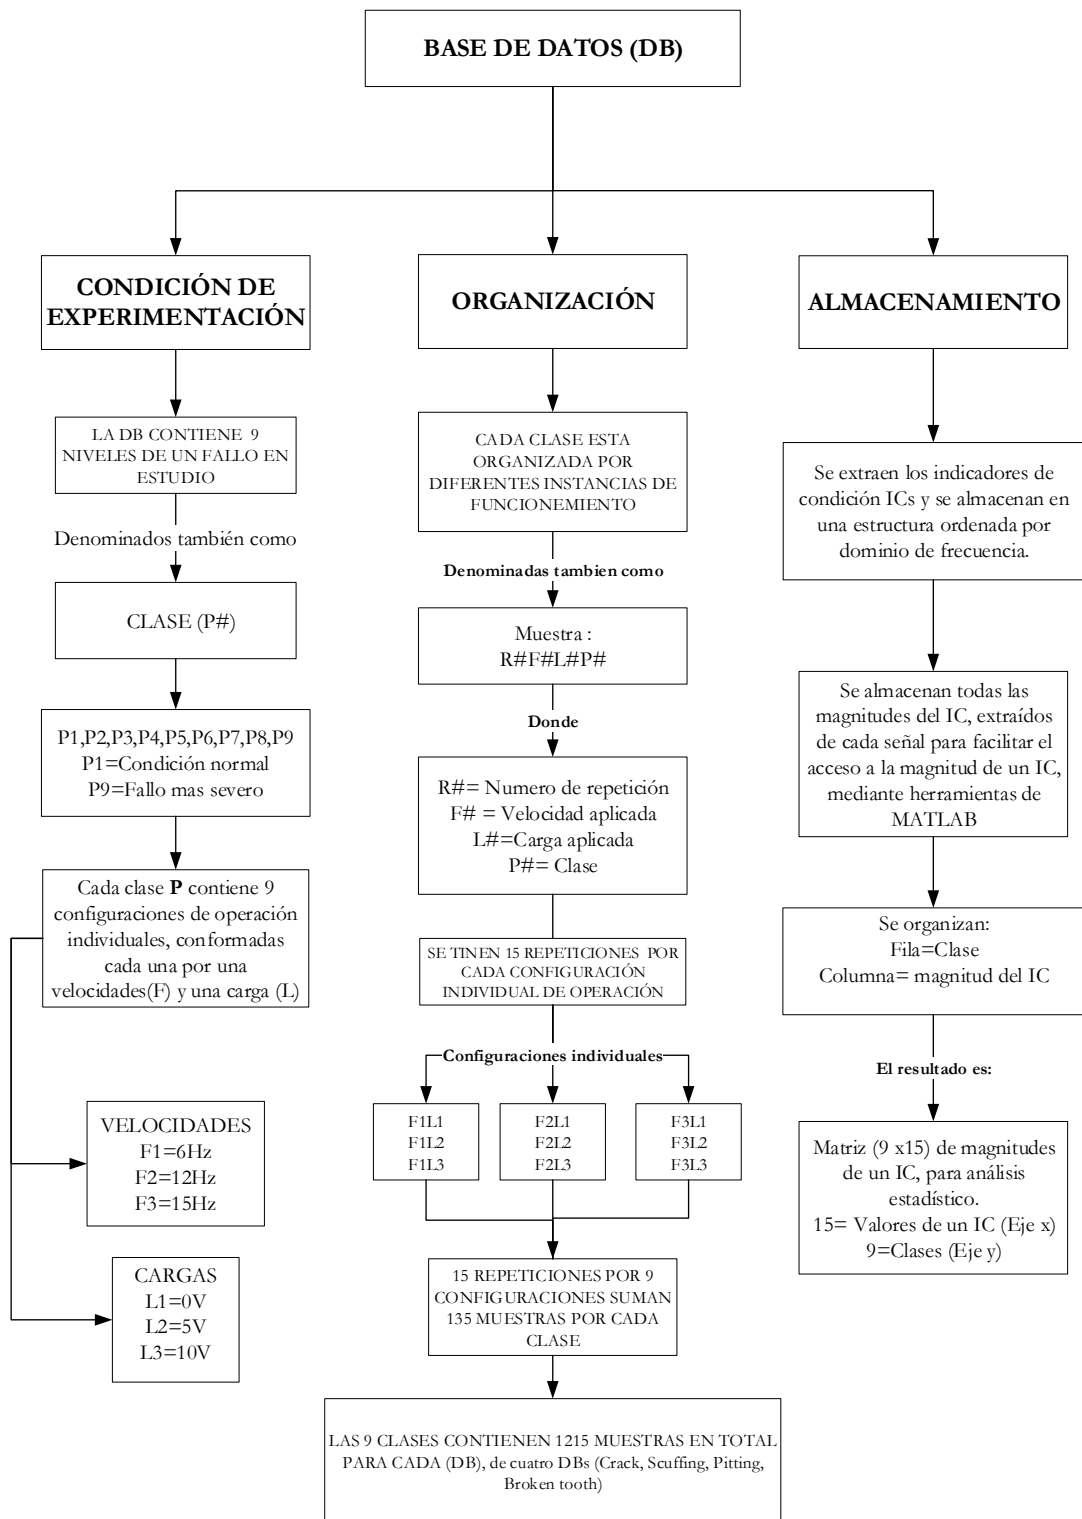 BASE DE DATOS (DB)
CONDICIÓN DE
EXPERIMENTACIÓN
LA DB CONTIENE 9
NIVELES DE UN FALLO EN
ESTUDIO
Denominados también como
CLASE (P#)
P1,P2,P3,P4,P5,P6,P7,P8,P9
P1=Condición normal
P9=Fallo mas severo
Cada clase P contiene 9
configuraciones de operación
individuales, conformadas
cada una por una
velocidades(F) y una carga (L)
VELOCIDADES
F1=6Hz
F2=12Hz
F3=15Hz
CARGAS
L1=0V
L2=5V
L3=10V
ORGANIZACIÓN
CADA CLASE ESTA
ORGANIZADA POR
DIFERENTES INSTANCIAS DE
FUNCIONEMIENTO
Denominadas tambien como
Muestra :
R#F#L#P#
Donde
R#= Numero de repetición
F# = Velocidad aplicada
L#=Carga aplicada
P#= Clase
SE TINEN 15 REPETICIONES POR
CADA CONFIGURACIÓN
INDIVIDUAL DE OPERACIÓN
Configuraciones individuales
F1L1
F1L2
F1L3
F2L1
F2L2
F2L3
F3L1
F3L2
F3L3
15 REPETICIONES POR 9
CONFIGURACIONES SUMAN
135 MUESTRAS POR CADA
CLASE
LAS 9 CLASES CONTIENEN 1215 MUESTRAS EN TOTAL
PARA CADA (DB), de cuatro DBs (Crack, Scuffing, Pitting,
Broken tooth)
ALMACENAMIENTO
Se extraen los indicadores de
condición ICs y se almacenan en
una estructura ordenada por
dominio de frecuencia.
Se almacenan todas las
magnitudes del IC, extraídos
de cada señal para facilitar el
acceso a la magnitud de un IC,
mediante herramientas de
MATLAB
Se organizan:
Fila=Clase
Columna= magnitud del IC
El resultado es:
Matriz (9 x15) de magnitudes
de un IC, para análisis
estadístico.
15= Valores de un IC (Eje x)
9=Clases (Eje y)